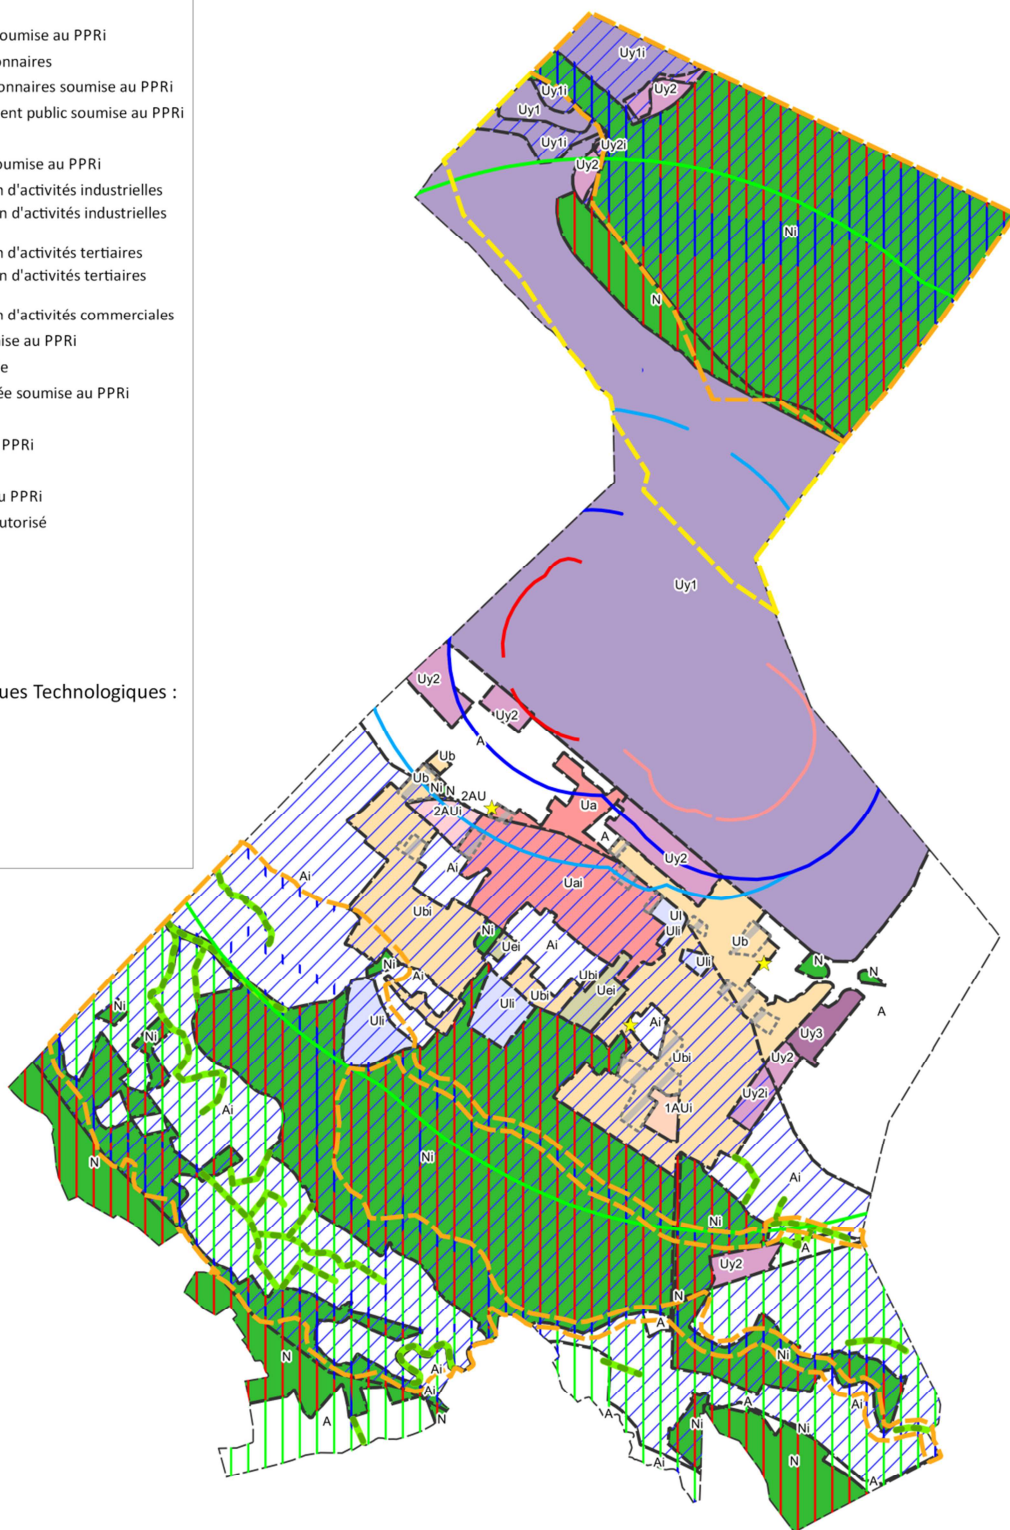 oumise au PPRi
onnaires
onnaires soumise au PPRi
ent public soumise au PPRi
oumise au PPRi
n d'activités industrielles
n d'activités industrielles
n d'activités tertiaires
n d'activités tertiaires
n d'activités commerciales
ise au PPRi
e
ée soumise au PPRi
PPRi
u PPRi
utorisé
ues Technologiques :
Uy1i
Uy1i
Uy2
Uy1
Uy1i
Uy2i
Uy2
Ni
N
Uy1
Uy2
Uy2
A
Ub
Ub
Ni
N
2AU
2AUi
Ua
A
Uy2
Ai
Ai
Uai
Ubi
Ul
Uli
Ni
Uei
Ai
Uli
Ub
N
N
Ni
Ai
Ubi
Uei
Ubi
Uli
Uli
Ai
A
Ni
Ni
Uy3
Ubi
Uy2
Uy2i
1AUi
Ai
Ni
N
Ai
Ni
A
Uy2
N
A
N
Ni
Ai
Ai
Ai
A
N
A
A
Ni
Ni
N
Ai
A